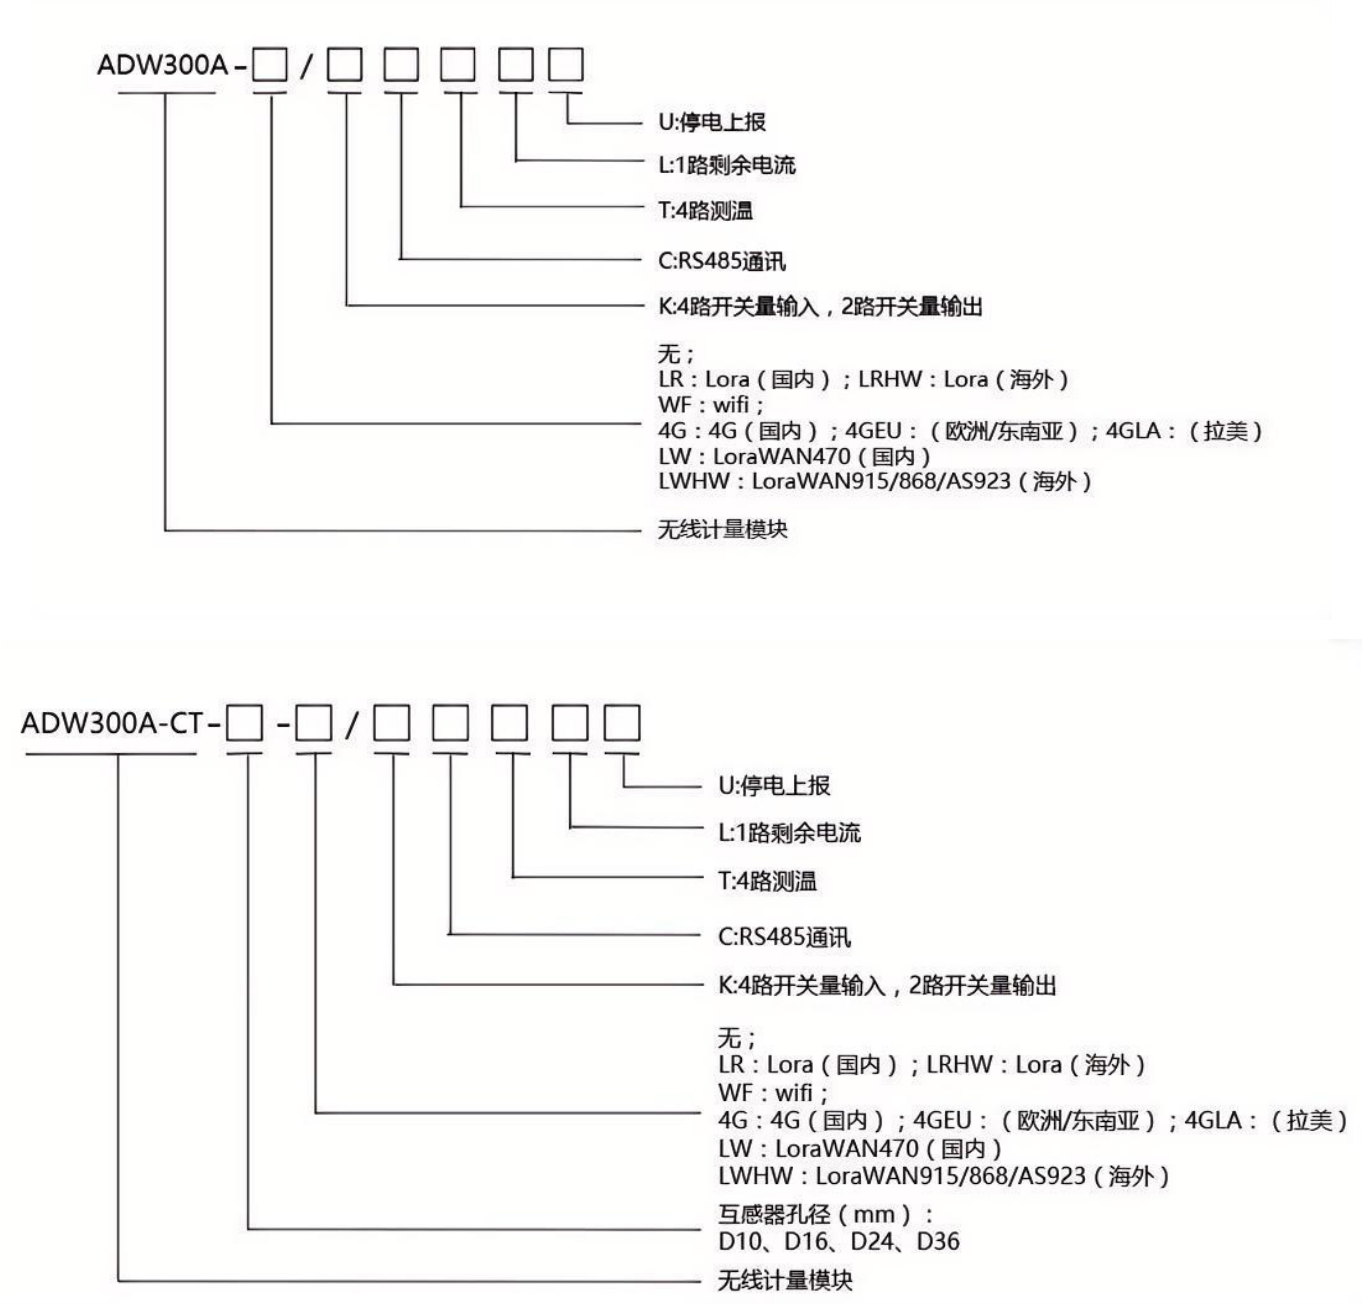 ADW300A-□/□□□□□
U:停电上报
L:1路剩余电流
T:4路测温
C:RS485通讯
K:4路开关量输入，2路开关量输出
无；
LR：Lora（国内）；LRHW：Lora（海外）
WF：wifi；
4G：4G（国内）；4GEU：（欧洲/东南亚）；4GLA：（拉美）
LW：LoraWAN470（国内）
LWHW：LoraWAN915/868/AS923（海外）
无线计量模块
ADW300A-CT-□-□/□□□□□
U:停电上报
L:1路剩余电流
T:4路测温
C:RS485通讯
K:4路开关量输入，2路开关量输出
无；
LR：Lora（国内）；LRHW：Lora（海外）
WF：wifi；
4G：4G（国内）；4GEU：（欧洲/东南亚）；4GLA：（拉美）
LW：LoraWAN470（国内）
LWHW：LoraWAN915/868/AS923（海外）
互感器孔径（mm）：
D10、D16、D24、D36
无线计量模块